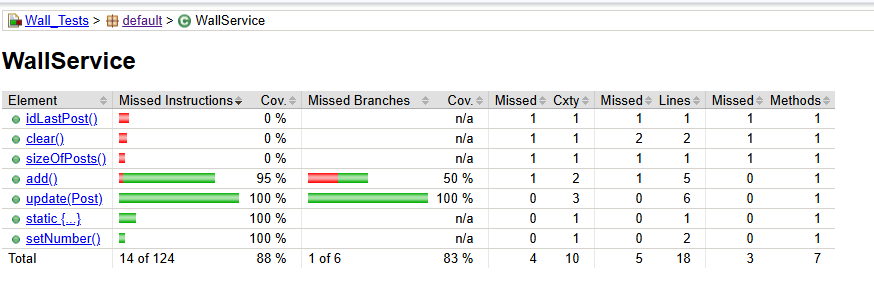 Wall_Tests > default > WallService
WallService
Element Missed Instructions Cov. Missed Branches Cov. Missed Cxty Missed Lines Missed Methods
idLastPost() 0 % n/a 1 1 1 1 1 1
clear() 0 % n/a 1 1 2 2 1 1
sizeOfPosts() 0 % n/a 1 1 1 1 1 1
add() 95 % 50 % 1 2 1 5 0 1
update(Post) 100 % 100 % 0 3 0 6 0 1
static {...} 100 % n/a 0 1 0 1 0 1
setNumber() 100 % n/a 0 1 0 2 0 1
Total 14 of 124 88 % 1 of 6 83 % 4 10 5 18 3 7